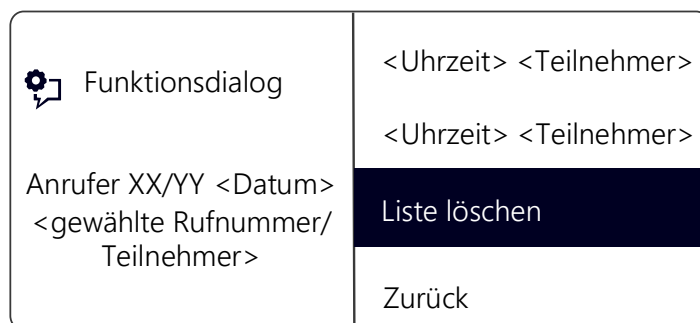 Funktionsdialog
Anrufer XX/YY <Datum>
<gewählte Rufnummer/
Teilnehmer>
<Uhrzeit> <Teilnehmer>
<Uhrzeit> <Teilnehmer>
Liste löschen
Zurück